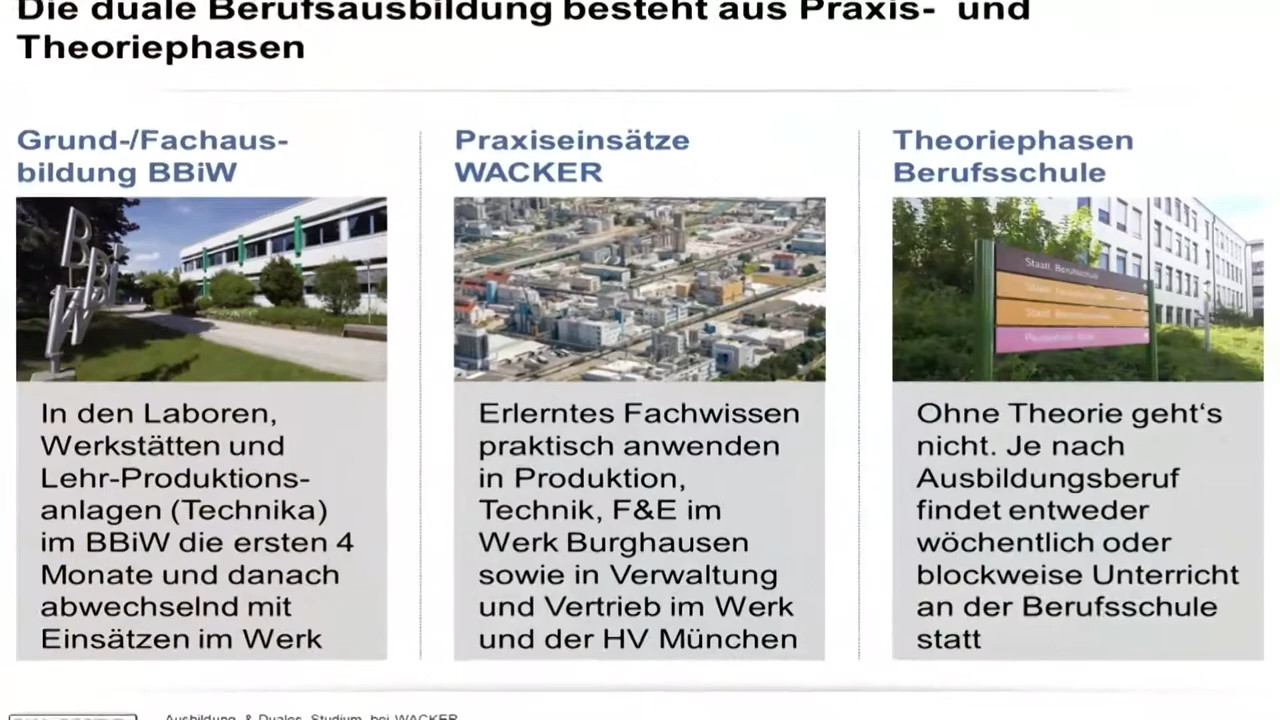 Die duale Berufsausbildung besteht aus Praxis- und
Theoriephasen
Grund-/Fachaus-
bildung BBiW
In den Laboren,
Werkstätten und
Lehr-Produktions-
anlagen (Technika)
im BBiW die ersten 4
Monate und danach
abwechselnd mit
Einsätzen im Werk
Praxiseinsätze
WACKER
Erlerntes Fachwissen
praktisch anwenden
in Produktion,
Technik, F&E im
Werk Burghausen
sowie in Verwaltung
und Vertrieb im Werk
und der HV München
Theoriephasen
Berufsschule
Staatl. Berufsschule
Staatl.
Staatl.
Ohne Theorie geht‘s
nicht. Je nach
Ausbildungsberuf
findet entweder
wöchentlich oder
blockweise Unterricht
an der Berufsschule
statt
Ausbildung & Duales Studium bei WACKER